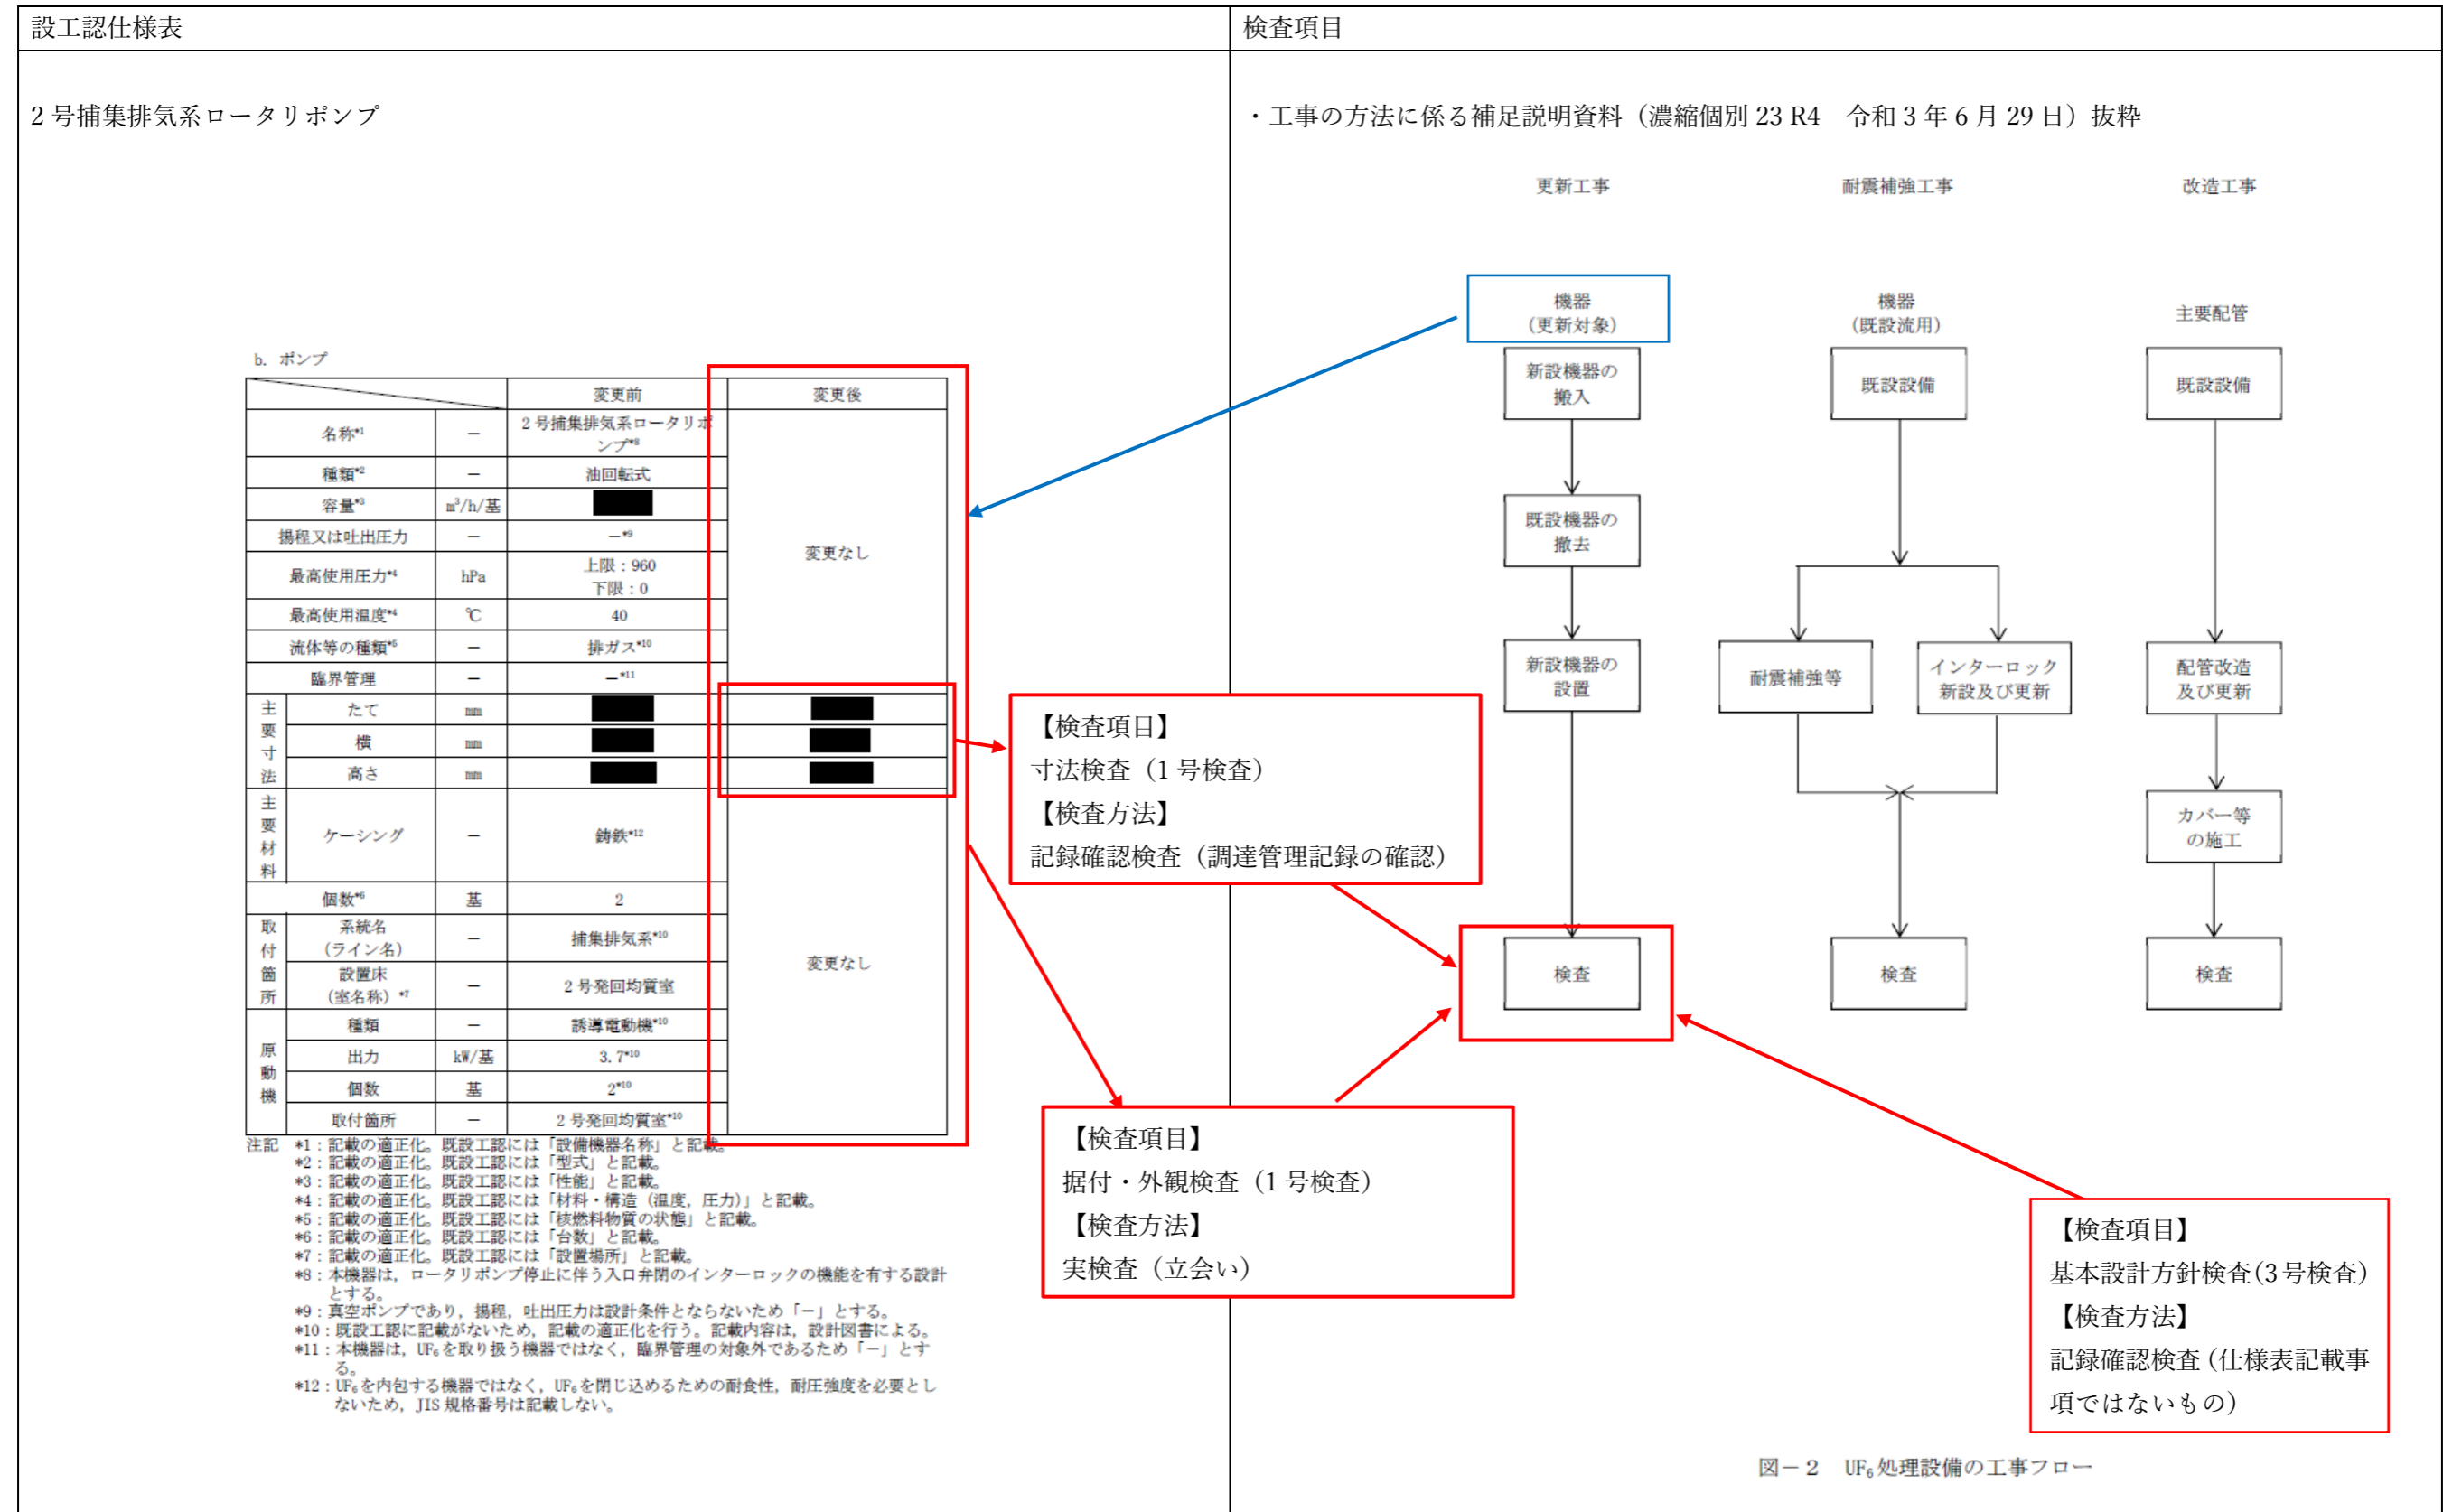 設工認仕様表
検査項目
2号捕集排気系ロータリポンプ
・工事の方法に係る補足説明資料（濃縮個別 23 R4　令和 3 年 6 月 29 日）抜粋
b. ポンプ
変更前 変更後
名称*1 － 2号捕集排気系ロータリポ
ンプ*8
種類*2 － 油回転式
容量*3 m³/h/基
揚程又は吐出圧力 － －*9
最高使用圧力*4 hPa 上限：960
下限：0
最高使用温度*4 ℃ 40
流体等の種類*5 － 排ガス*10
臨界管理 － －*11
変更なし
主要寸法
たて mm
横 mm
高さ mm
主要材料
ケーシング － 鋳鉄*12
個数*6 基 2
取付箇所
系統名
（ライン名） － 捕集排気系*10
設置床
（室名称）*7 － 2号発回均質室
原動機
種類 － 誘導電動機*10
出力 kW/基 3.7*10
個数 基 2*10
取付箇所 － 2号発回均質室*10
変更なし
注記 *1：記載の適正化。既設工認には「設備機器名称」と記載。
*2：記載の適正化。既設工認には「型式」と記載。
*3：記載の適正化。既設工認には「性能」と記載。
*4：記載の適正化。既設工認には「材料・構造（温度，圧力）」と記載。
*5：記載の適正化。既設工認には「核燃料物質の状態」と記載。
*6：記載の適正化。既設工認には「台数」と記載。
*7：記載の適正化。既設工認には「設置場所」と記載。
*8：本機器は，ロータリポンプ停止に伴う入口弁閉のインターロックの機能を有する設計
とする。
*9：真空ポンプであり，揚程，吐出圧力は設計条件とならないため「－」とする。
*10：既設工認に記載がないため，記載の適正化を行う。記載内容は，設計図書による。
*11：本機器は，UF₆を取り扱う機器ではなく，臨界管理の対象外であるため「－」とす
る。
*12：UF₆を内包する機器ではなく，UF₆を閉じ込めるための耐食性，耐圧強度を必要とし
ないため，JIS 規格番号は記載しない。
更新工事
機器
（更新対象）
新設機器の
搬入
既設機器の
撤去
新設機器の
設置
検査
耐震補強工事
機器
（既設流用）
既設設備
耐震補強等
インターロック
新設及び更新
検査
改造工事
主要配管
既設設備
配管改造
及び更新
カバー等
の施工
検査
【検査項目】
寸法検査（1 号検査）
【検査方法】
記録確認検査（調達管理記録の確認）
【検査項目】
据付・外観検査（1 号検査）
【検査方法】
実検査（立会い）
【検査項目】
基本設計方針検査（3 号検査）
【検査方法】
記録確認検査（仕様表記載事
項ではないもの）
図－２　UF₆処理設備の工事フロー